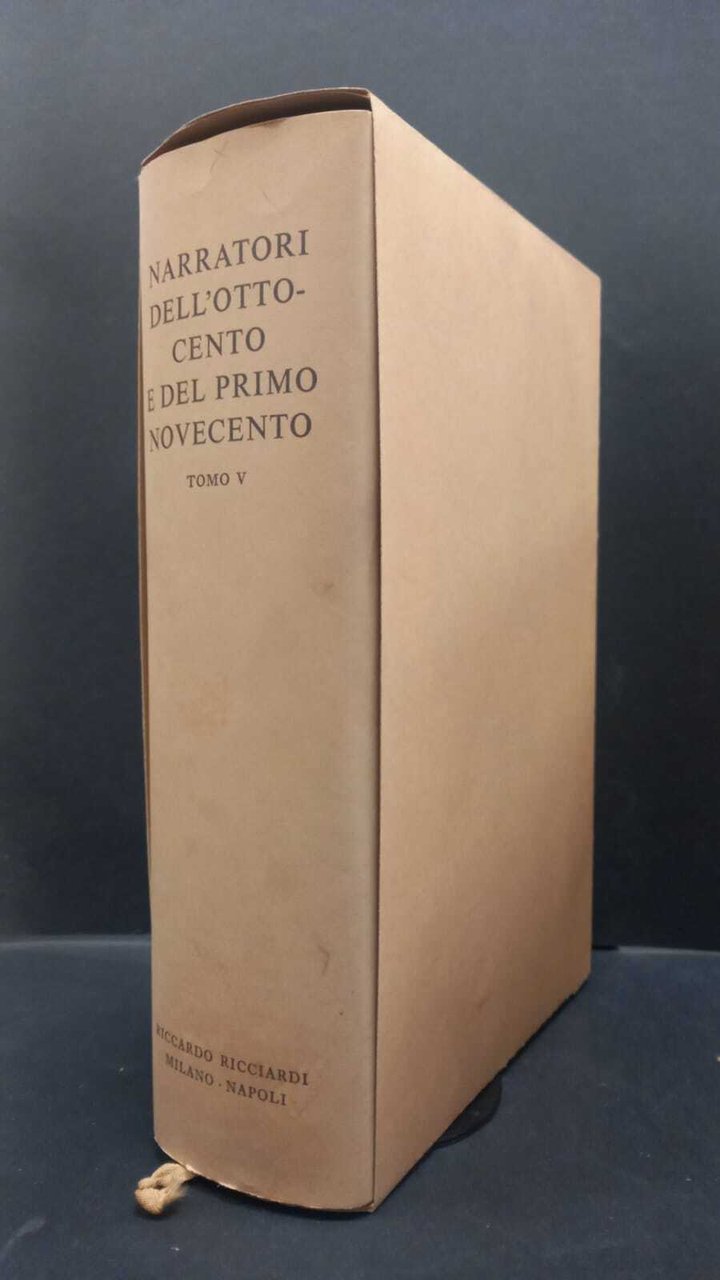 NARRATORI
DELL'OTTO-
CENTO
E DEL PRIMO
NOVECENTO
TOMO V
RICCARDO RICCIARDI
MILANO · NAPOLI